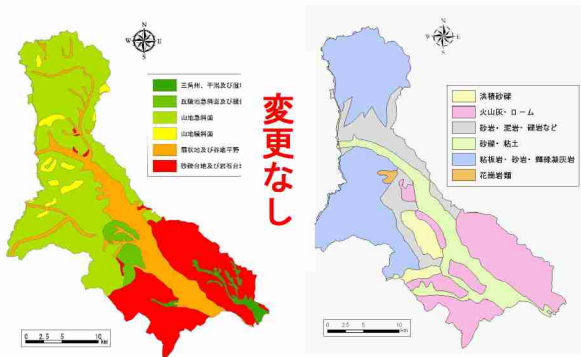 N
W
E
S
三角州、干潟及び
丘陵地急斜面及び緩
山地急斜面
山地緩斜面
扇状地及び谷底平野
砂礫台地及び岩石台
0 2.5 5 10
km
変更なし
N
W
E
S
洪積砂礫
火山灰・ローム
砂岩・泥岩・礫岩など
砂礫・粘土
粘板岩・砂岩・輝緑凝灰岩
花崗岩類
0 2.5 5 10
km